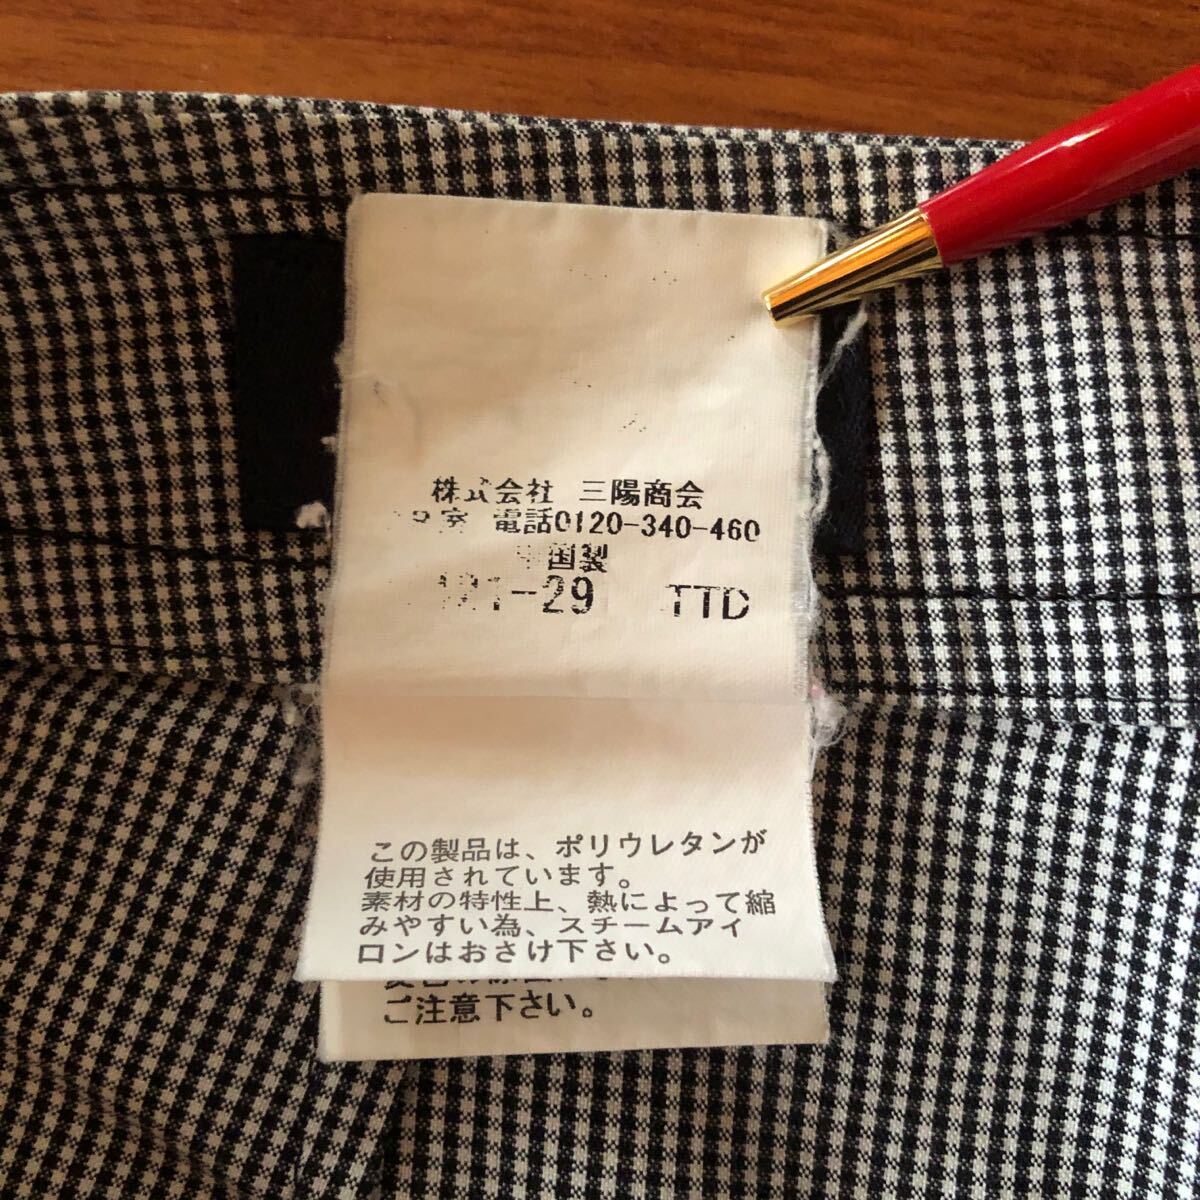 株式会社 三陽商会
電話0120-340-460
中国製
-29 TTD
この製品は、ポリウレタンが
使用されています。
素材の特性上、熱によって縮
みやすい為、スチームアイ
ロンはおさけ下さい。
ご注意下さい。